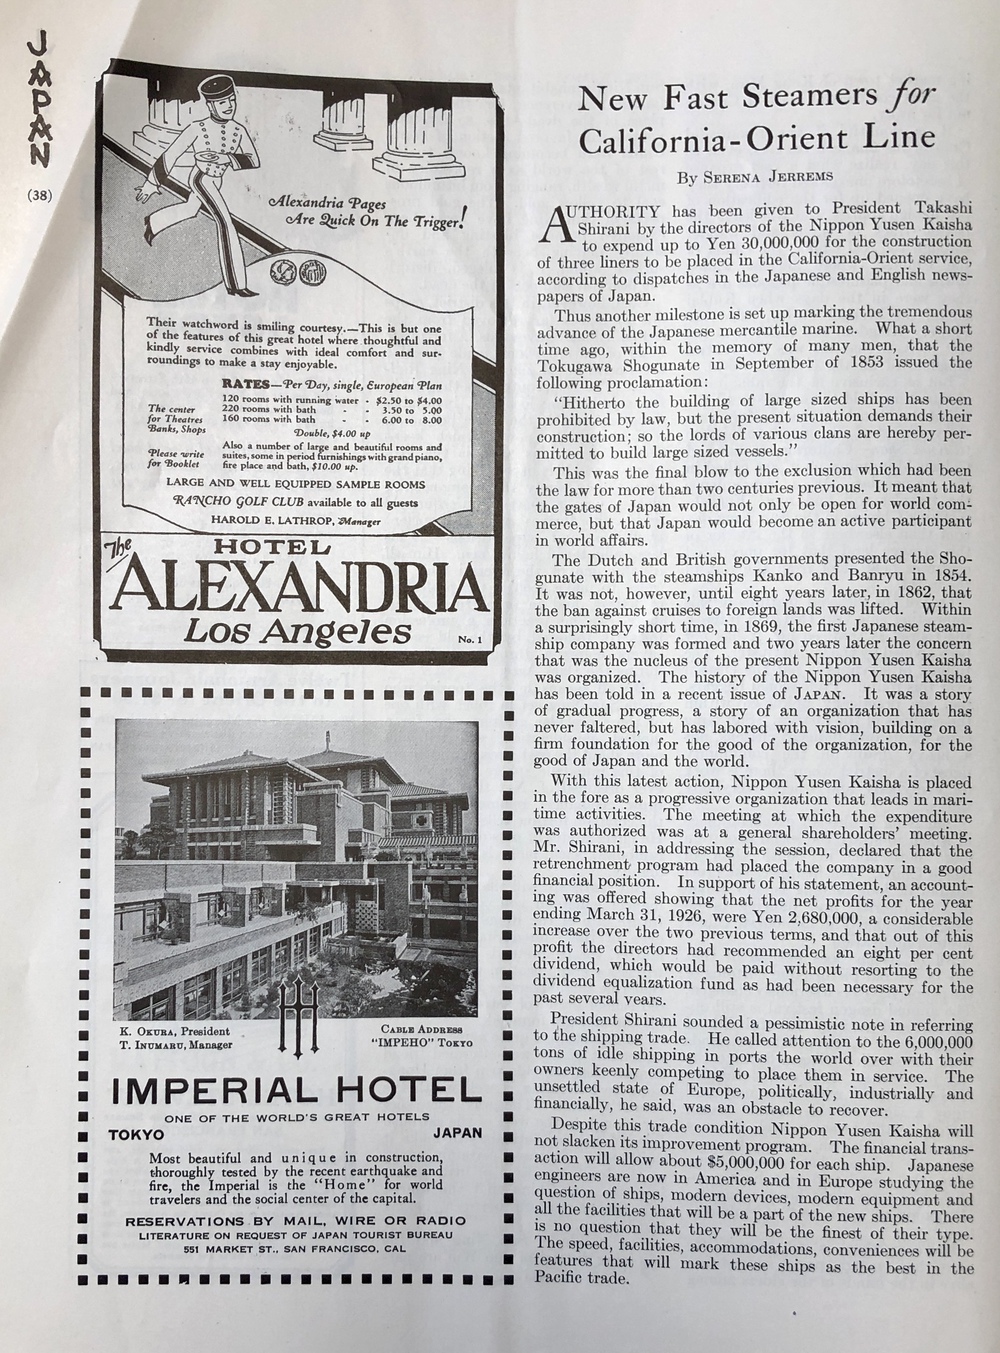 JAPAN
(38)
Alexandria Pages
Are Quick On The Trigger!
Their watchword is smiling courtesy.—This is but one
of the features of this great hotel where thoughtful and
kindly service combines with ideal comfort and sur-
roundings to make a stay enjoyable.
RATES—Per Day, single, European Plan
120 rooms with running water - $2.50 to $4.00
220 rooms with bath - - 3.50 to 5.00
160 rooms with bath - - 6.00 to 8.00
Double, $4.00 up
The center
for Theatres
Banks, Shops
Please write
for Booklet
Also a number of large and beautiful rooms and
suites, some in period furnishings with grand piano,
fire place and bath, $10.00 up.
LARGE AND WELL EQUIPPED SAMPLE ROOMS
RANCHO GOLF CLUB available to all guests
HAROLD E. LATHROP, Manager
The
HOTEL
ALEXANDRIA
Los Angeles
No. 1
K. Okura, President
T. Inumaru, Manager
Cable Address
"IMPEHO" Tokyo
IMPERIAL HOTEL
ONE OF THE WORLD'S GREAT HOTELS
TOKYO JAPAN
Most beautiful and unique in construction,
thoroughly tested by the recent earthquake and
fire, the Imperial is the "Home" for world
travelers and the social center of the capital.
RESERVATIONS BY MAIL, WIRE OR RADIO
LITERATURE ON REQUEST OF JAPAN TOURIST BUREAU
551 MARKET ST., SAN FRANCISCO, CAL
New Fast Steamers for
California-Orient Line
By Serena Jerrems
AUTHORITY has been given to President Takashi
Shirani by the directors of the Nippon Yusen Kaisha
to expend up to Yen 30,000,000 for the construction
of three liners to be placed in the California-Orient service,
according to dispatches in the Japanese and English news-
papers of Japan.
Thus another milestone is set up marking the tremendous
advance of the Japanese mercantile marine. What a short
time ago, within the memory of many men, that the
Tokugawa Shogunate in September of 1853 issued the
following proclamation:
"Hitherto the building of large sized ships has been
prohibited by law, but the present situation demands their
construction; so the lords of various clans are hereby per-
mitted to build large sized vessels."
This was the final blow to the exclusion which had been
the law for more than two centuries previous. It meant that
the gates of Japan would not only be open for world com-
merce, but that Japan would become an active participant
in world affairs.
The Dutch and British governments presented the Sho-
gunate with the steamships Kanko and Banryu in 1854.
It was not, however, until eight years later, in 1862, that
the ban against cruises to foreign lands was lifted. Within
a surprisingly short time, in 1869, the first Japanese steam-
ship company was formed and two years later the concern
that was the nucleus of the present Nippon Yusen Kaisha
was organized. The history of the Nippon Yusen Kaisha
has been told in a recent issue of JAPAN. It was a story
of gradual progress, a story of an organization that has
never faltered, but has labored with vision, building on a
firm foundation for the good of the organization, for the
good of Japan and the world.
With this latest action, Nippon Yusen Kaisha is placed
in the fore as a progressive organization that leads in mari-
time activities. The meeting at which the expenditure
was authorized was at a general shareholders' meeting.
Mr. Shirani, in addressing the session, declared that the
retrenchment program had placed the company in a good
financial position. In support of his statement, an account-
ing was offered showing that the net profits for the year
ending March 31, 1926, were Yen 2,680,000, a considerable
increase over the two previous terms, and that out of this
profit the directors had recommended an eight per cent
dividend, which would be paid without resorting to the
dividend equalization fund as had been necessary for the
past several years.
President Shirani sounded a pessimistic note in referring
to the shipping trade. He called attention to the 6,000,000
tons of idle shipping in ports the world over with their
owners keenly competing to place them in service. The
unsettled state of Europe, politically, industrially and
financially, he said, was an obstacle to recover.
Despite this trade condition Nippon Yusen Kaisha will
not slacken its improvement program. The financial trans-
action will allow about $5,000,000 for each ship. Japanese
engineers are now in America and in Europe studying the
question of ships, modern devices, modern equipment and
all the facilities that will be a part of the new ships. There
is no question that they will be the finest of their type.
The speed, facilities, accommodations, conveniences will be
features that will mark these ships as the best in the
Pacific trade.